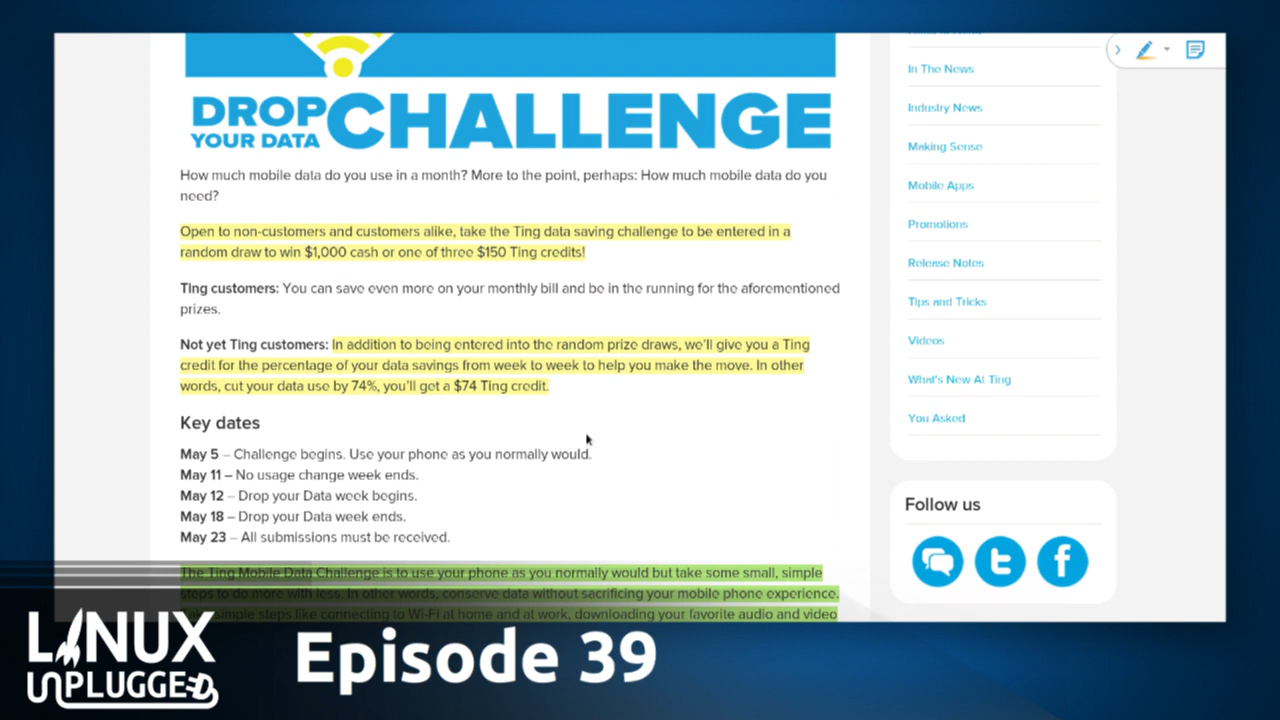 DROP
YOUR DATA
CHALLENGE
How much mobile data do you use in a month? More to the point, perhaps: How much mobile data do you
need?
Open to non-customers and customers alike, take the Ting data saving challenge to be entered in a
random draw to win $1,000 cash or one of three $150 Ting credits!
Ting customers: You can save even more on your monthly bill and be in the running for the aforementioned
prizes.
Not yet Ting customers: In addition to being entered into the random prize draws, we'll give you a Ting
credit for the percentage of your data savings from week to week to help you make the move. In other
words, cut your data use by 74%, you'll get a $74 Ting credit.
Key dates
May 5 – Challenge begins. Use your phone as you normally would.
May 11 – No usage change week ends.
May 12 – Drop your Data week begins.
May 18 – Drop your Data week ends.
May 23 – All submissions must be received.
The Ting Mobile Data Challenge is to use your phone as you normally would but take some small, simple
steps to do more with less. In other words, conserve data without sacrificing your mobile phone experience.
Take simple steps like connecting to Wi-Fi at home and at work, downloading your favorite audio and video
In The News
Industry News
Making Sense
Mobile Apps
Promotions
Release Notes
Tips and Tricks
Videos
What's New At Ting
You Asked
Follow us
LINUX
UNPLUGGED
Episode 39